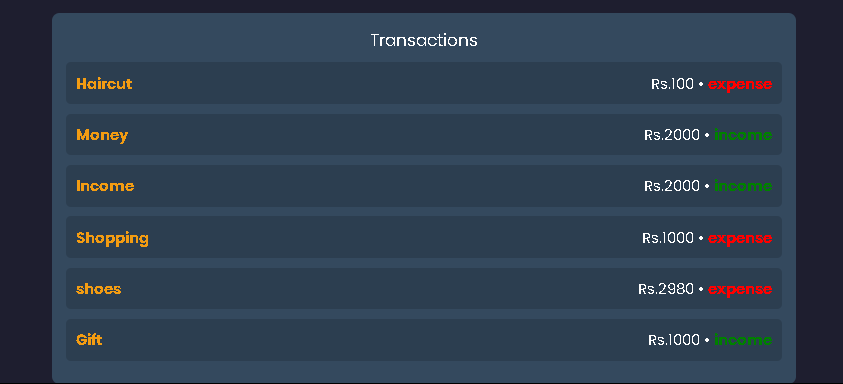 Transactions
Haircut Rs.100 • expense
Money Rs.2000 • income
Income Rs.2000 • income
Shopping Rs.1000 • expense
shoes Rs.2980 • expense
Gift Rs.1000 • income